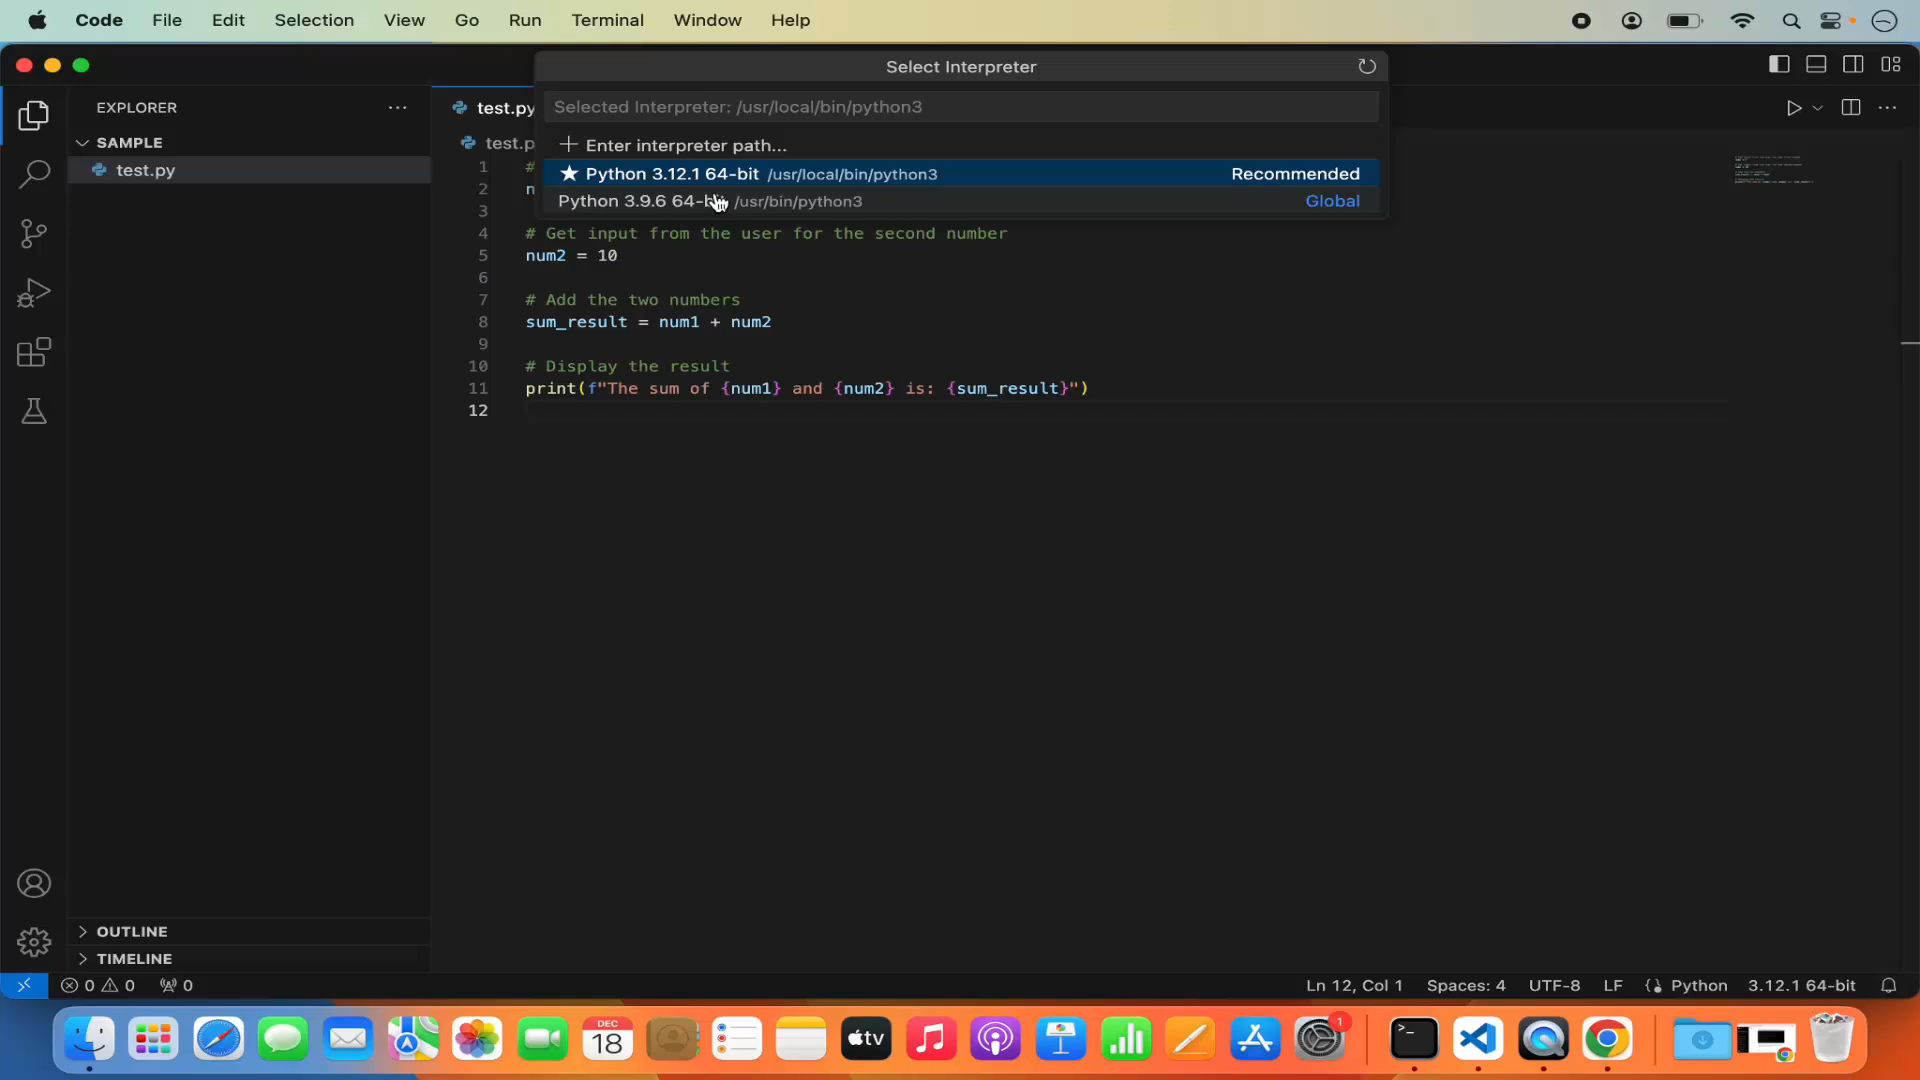 Code File Edit Selection View Go Run Terminal Window Help
Select Interpreter
EXPLORER
test.py
Selected Interpreter: /usr/local/bin/python3
SAMPLE
test.p
Enter interpreter path...
test.py
1 #
Python 3.12.1 64-bit /usr/local/bin/python3 Recommended
2 n
Python 3.9.6 64-bit /usr/bin/python3 Global
3
4 # Get input from the user for the second number
5 num2 = 10
6
7 # Add the two numbers
8 sum_result = num1 + num2
9
10 # Display the result
11 print(f"The sum of {num1} and {num2} is: {sum_result}")
12
OUTLINE
TIMELINE
0 0 0 Ln 12, Col 1 Spaces: 4 UTF-8 LF Python 3.12.1 64-bit
DEC
18
tv
1